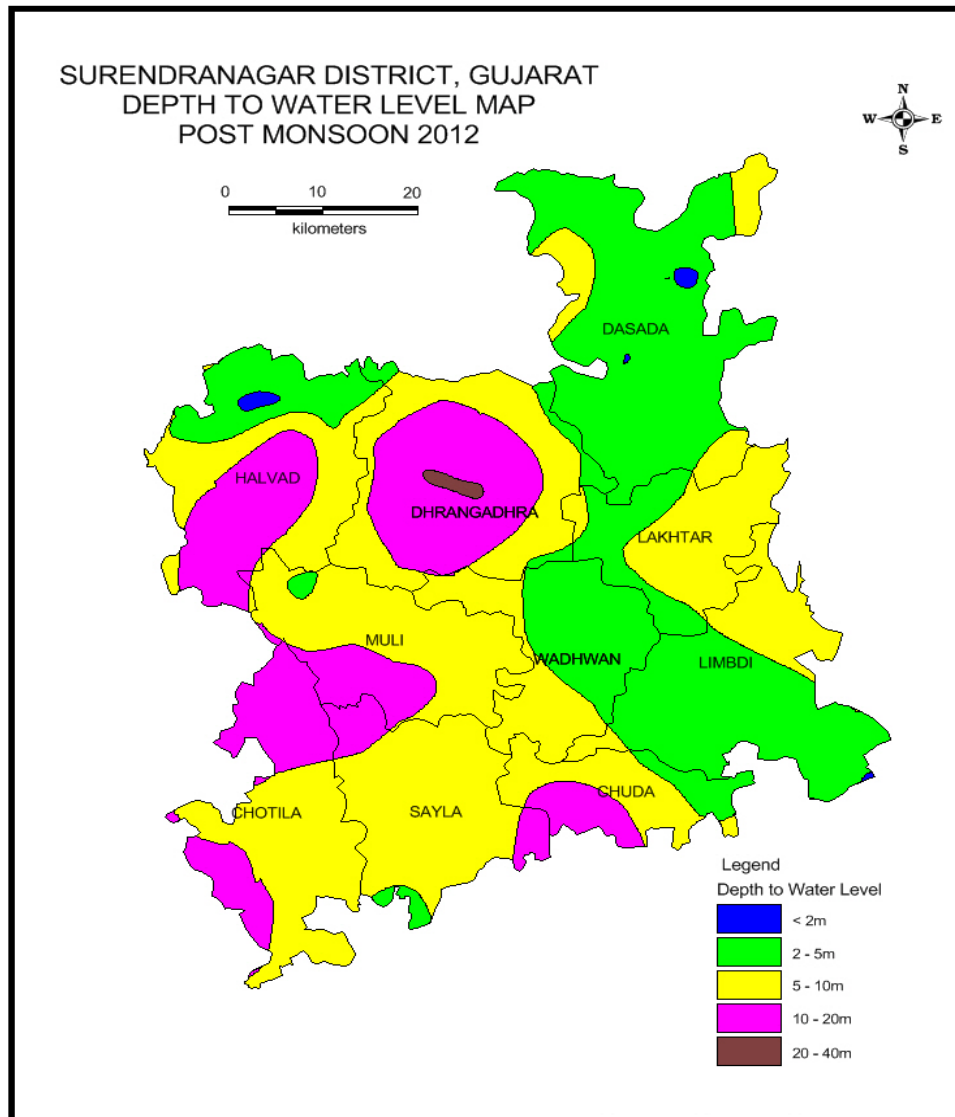 SURENDRANAGAR DISTRICT, GUJARAT
DEPTH TO WATER LEVEL MAP
POST MONSOON 2012
N
W E
S
0 10 20
kilometers
DASADA
HALVAD
DHRANGADHRA
LAKHTAR
MULI
WADHWAN
LIMBDI
CHUDA
CHOTILA
SAYLA
Legend
Depth to Water Level
< 2m
2 - 5m
5 - 10m
10 - 20m
20 - 40m